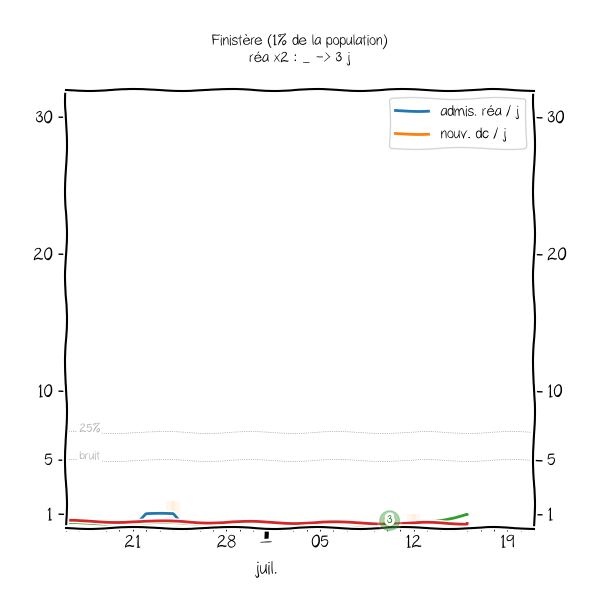 Finistère (1% de la population)
réa x2 : _ -> 3 j
admis. réa / j
nouv. dc / j
30
30
20
20
10
10
25%
5
bruit
5
1
3
1
21
28
05
12
19
juil.